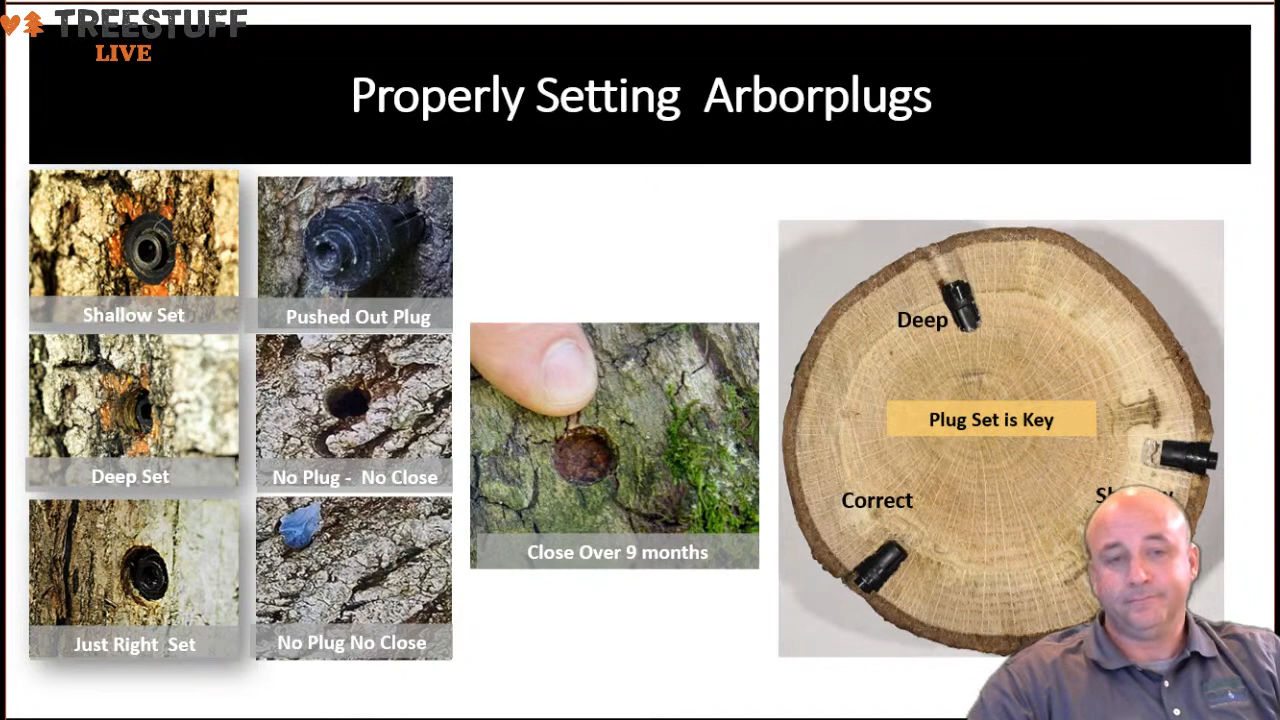 TREESTUFF
LIVE
Properly Setting Arborplugs
Shallow Set
Pushed Out Plug
Deep Set
No Plug - No Close
Just Right Set
No Plug No Close
Close Over 9 months
Deep
Plug Set is Key
Correct